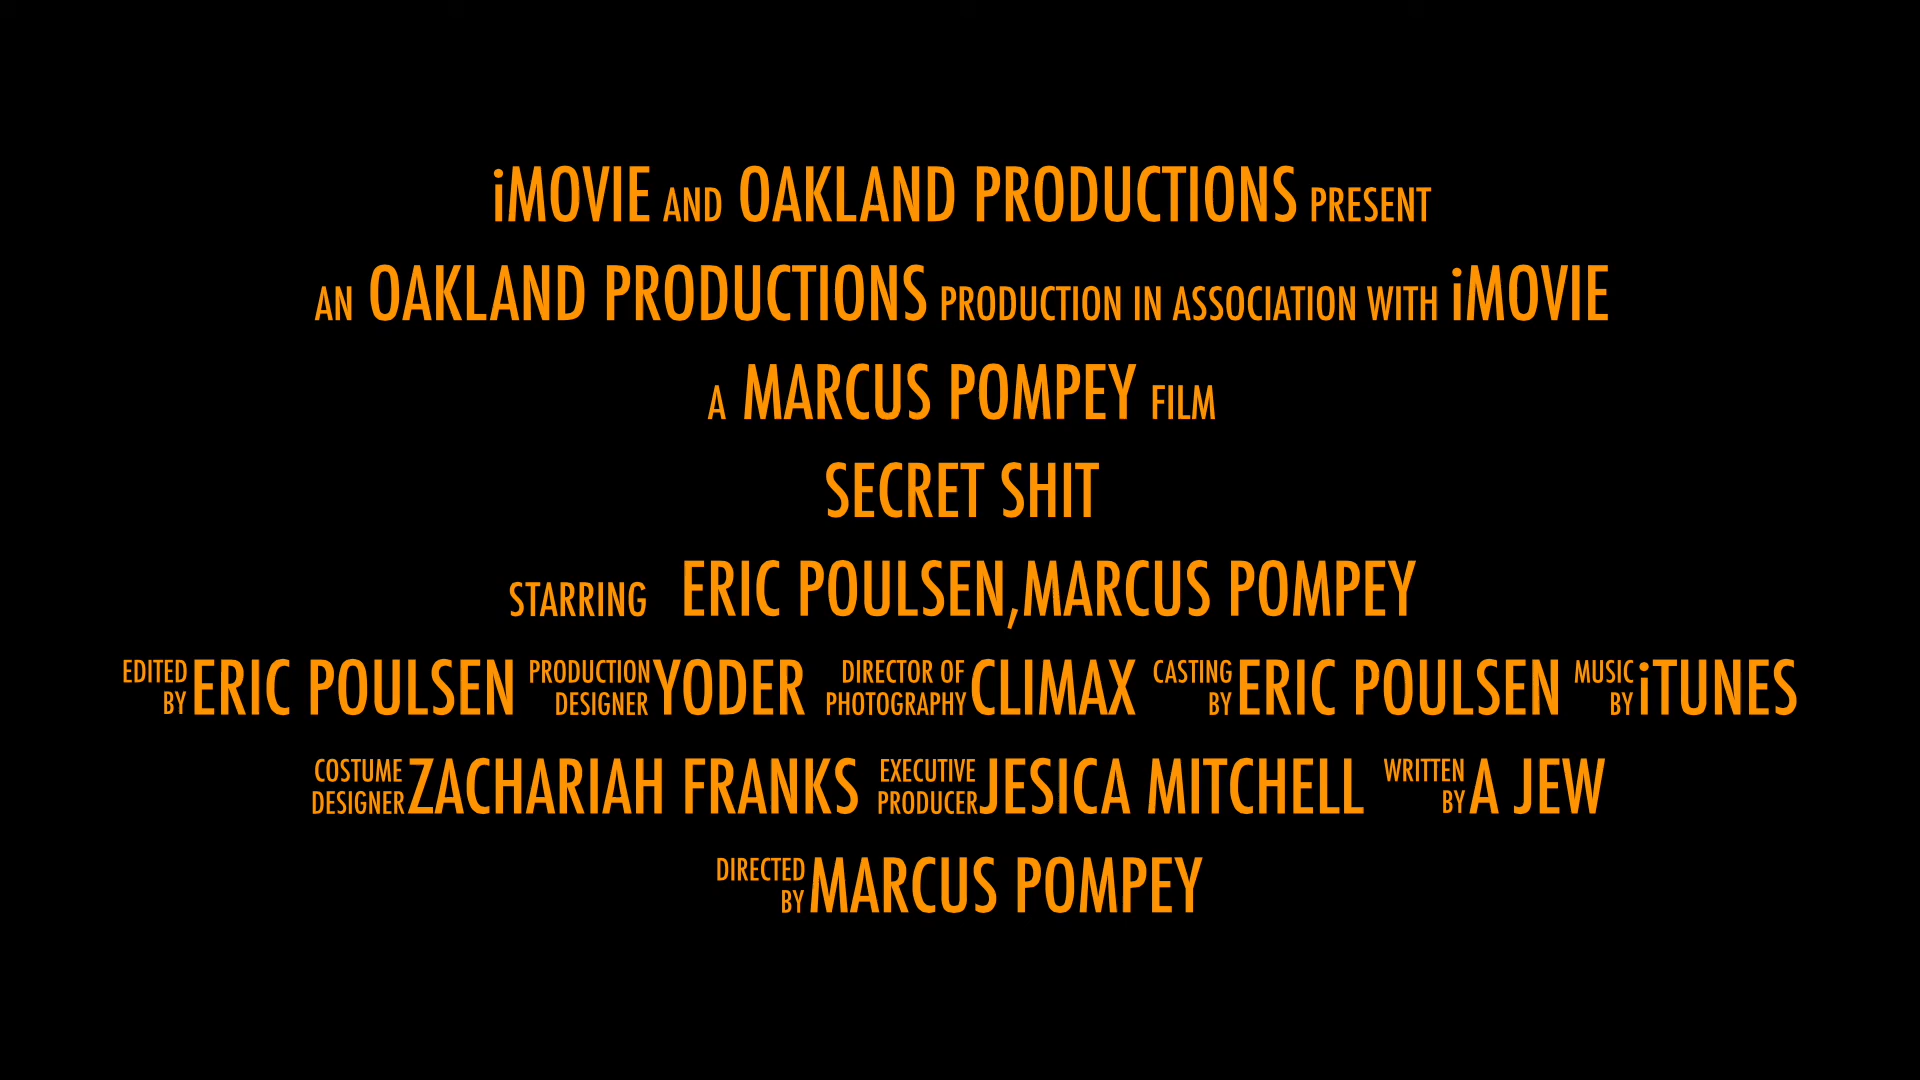 iMOVIE AND OAKLAND PRODUCTIONS PRESENT
AN OAKLAND PRODUCTIONS PRODUCTION IN ASSOCIATION WITH iMOVIE
A MARCUS POMPEY FILM
SECRET SHIT
STARRING ERIC POULSEN,MARCUS POMPEY
EDITED BY ERIC POULSEN PRODUCTION DESIGNER YODER DIRECTOR OF PHOTOGRAPHY CLIMAX CASTING BY ERIC POULSEN MUSIC BY iTUNES
COSTUME DESIGNER ZACHARIAH FRANKS EXECUTIVE PRODUCER JESICA MITCHELL WRITTEN BY A JEW
DIRECTED BY MARCUS POMPEY